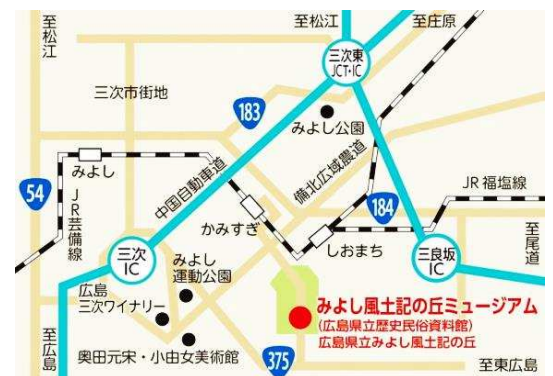 至松江
至松江
至庄原
三次東
JCT・IC
三次市街地
183
みよし公園
みよし
中国自動車道
備北広域農道
JR福塩線
54
JR芸備線
かみすぎ
184
しおまち
至尾道
三次
IC
みよし
運動公園
三良坂
IC
広島
三次ワイナリー
みよし風土記の丘ミュージアム
(広島県立歴史民俗資料館)
広島県立みよし風土記の丘
至広島
奥田元宋・小由女美術館
375
至東広島